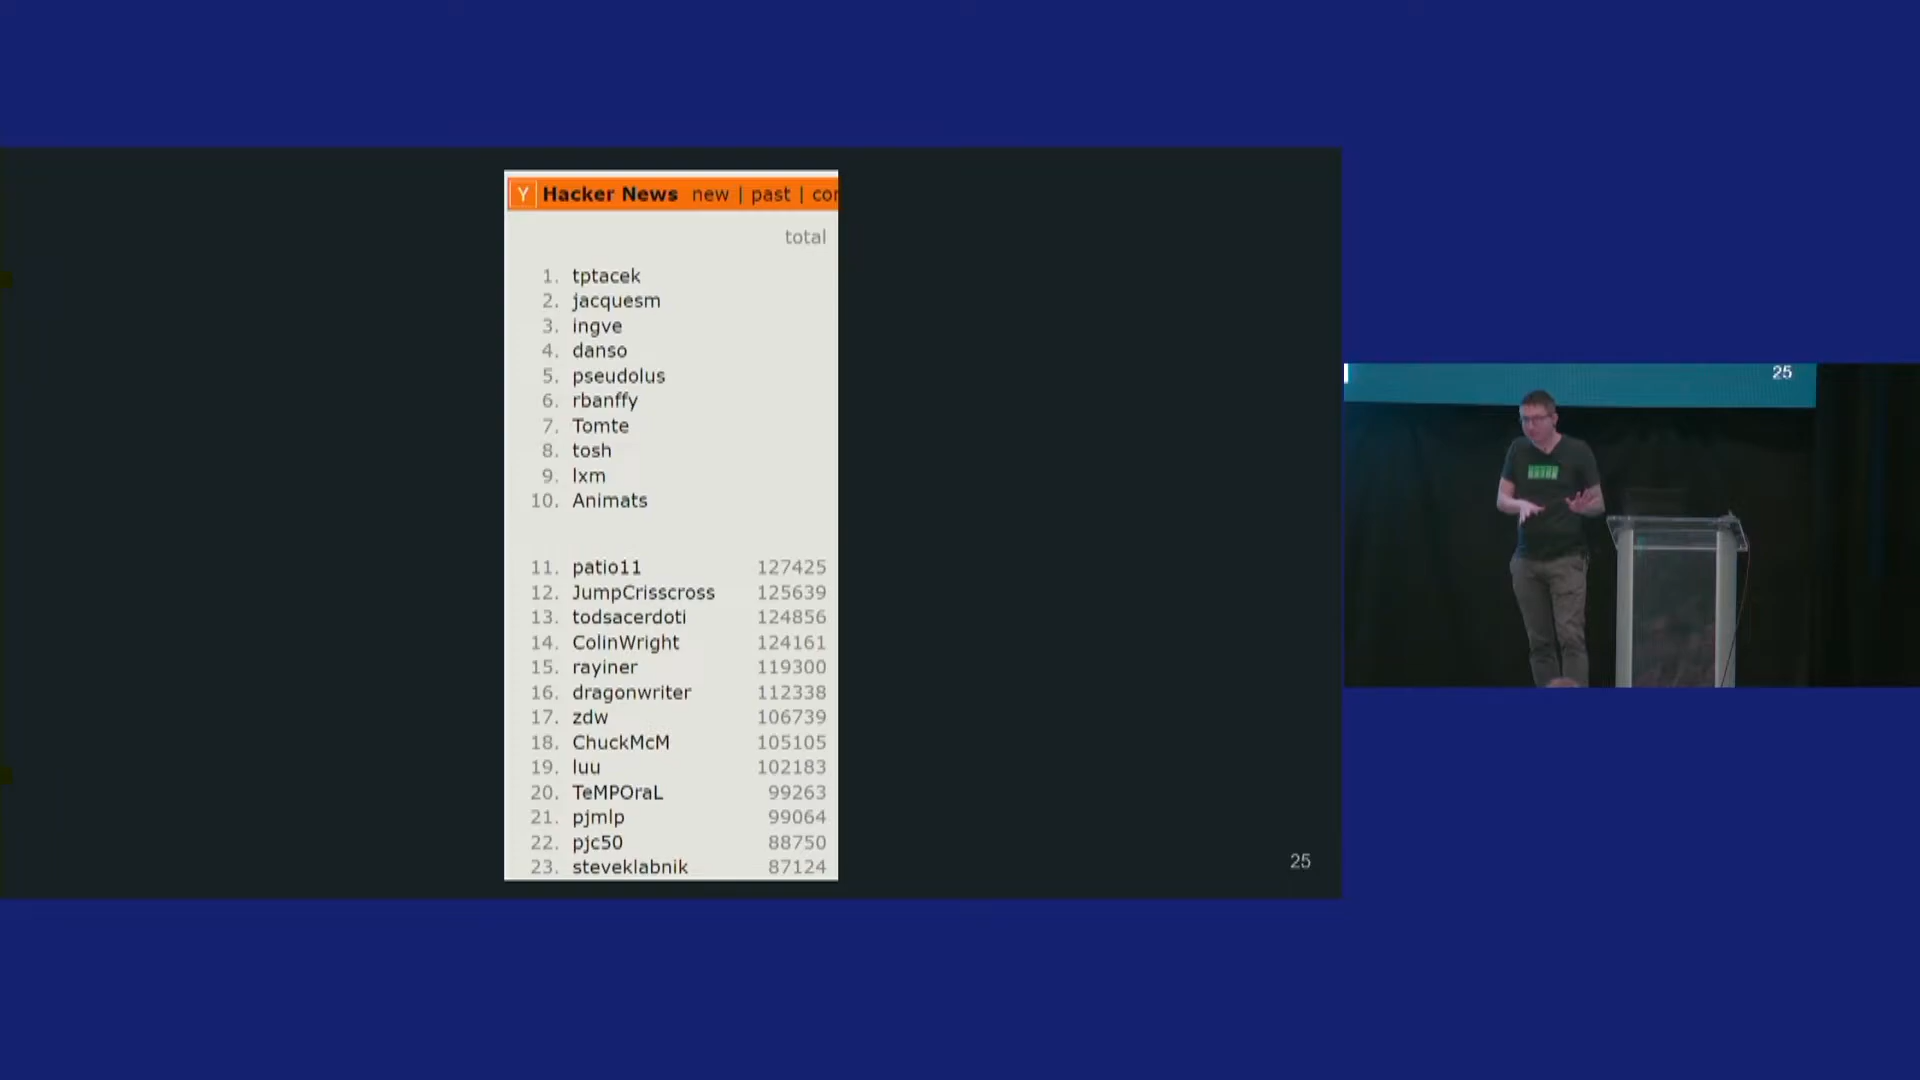 Y Hacker News new | past | cor
total
1. tptacek
2. jacquesm
3. ingve
4. danso
5. pseudolus
6. rbanffy
7. Tomte
8. tosh
9. lxm
10. Animats
11. patio11 127425
12. JumpCrisscross 125639
13. todsacerdoti 124856
14. ColinWright 124161
15. rayiner 119300
16. dragonwriter 112338
17. zdw 106739
18. ChuckMcM 105105
19. luu 102183
20. TeMPOraL 99263
21. pjmlp 99064
22. pjc50 88750
23. steveklabnik 87124
25
25